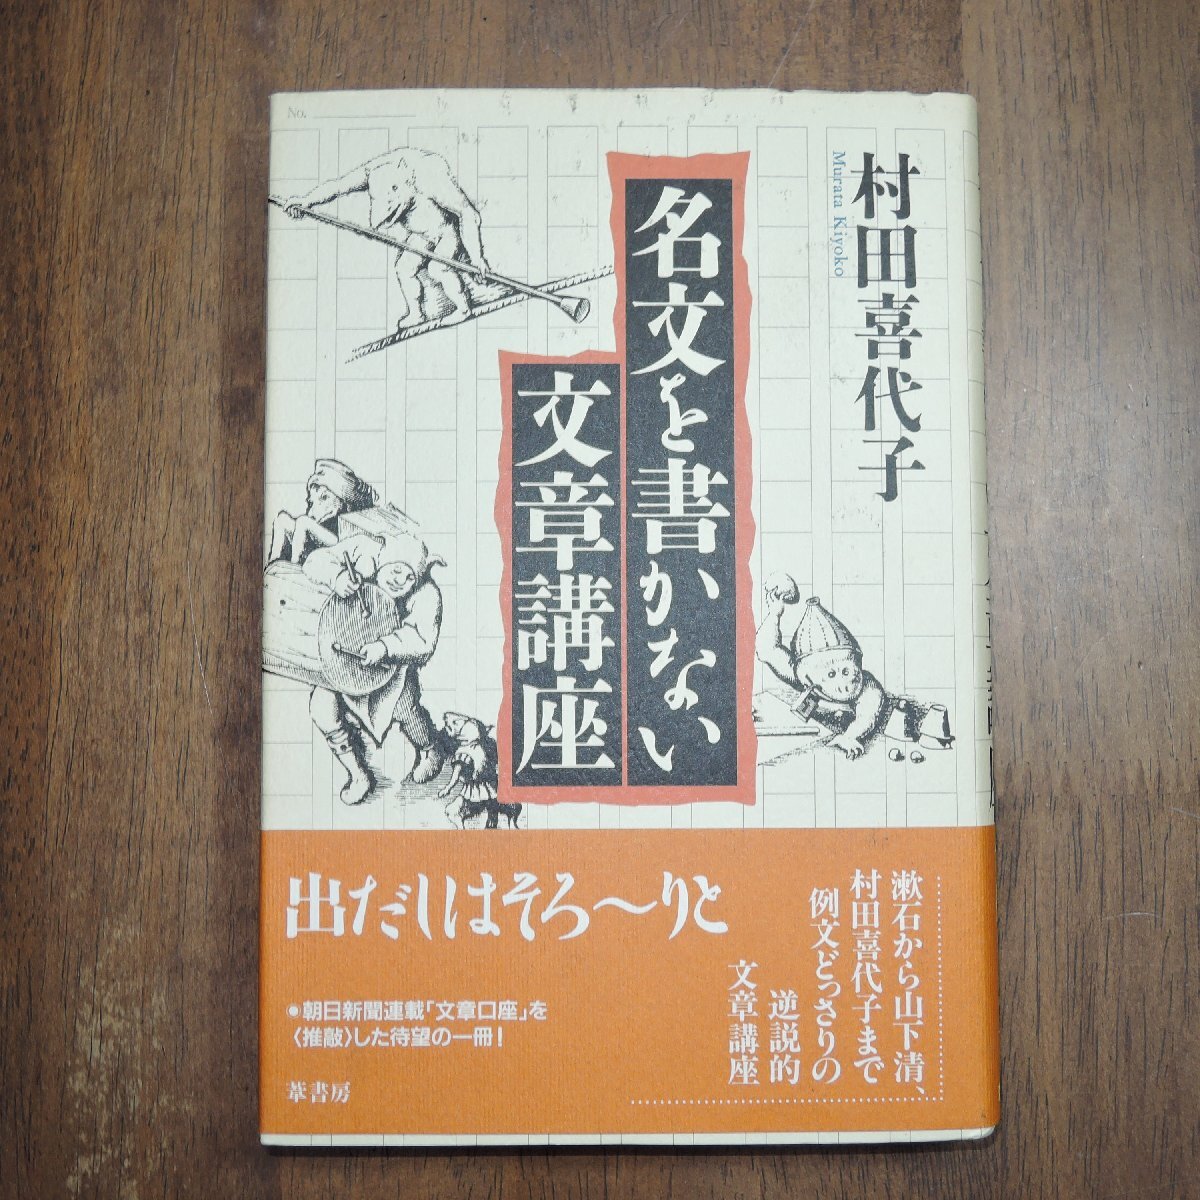 No.
村田喜代子
Murata Kiyoko
名文を書かない
文章講座
出だしはそろ〜りと
漱石から山下清、
村田喜代子まで
例文どっさりの
逆説的
文章講座
●朝日新聞連載「文章口座」を
〈推敲〉した待望の一冊!
葦書房